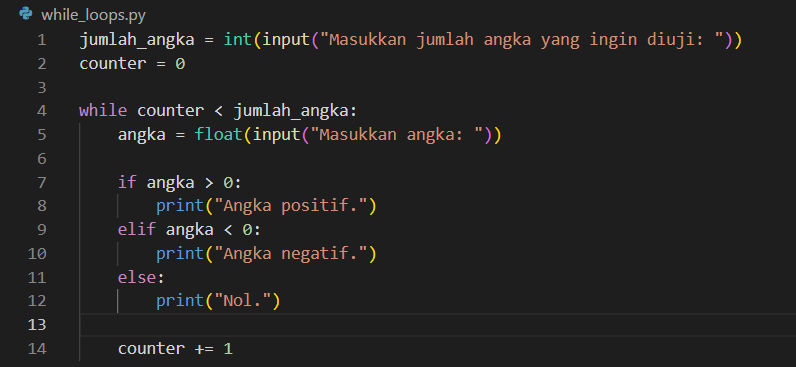 while_loops.py
1 jumlah_angka = int(input("Masukkan jumlah angka yang ingin diuji: "))
2 counter = 0
3
4 while counter < jumlah_angka:
5     angka = float(input("Masukkan angka: "))
6
7     if angka > 0:
8         print("Angka positif.")
9     elif angka < 0:
10         print("Angka negatif.")
11     else:
12         print("Nol.")
13
14     counter += 1